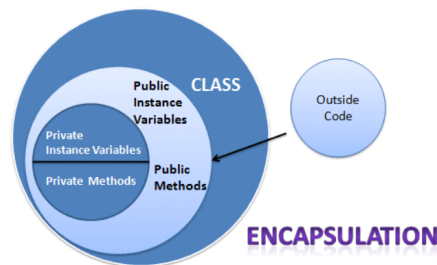 CLASS
Public
Instance
Variables
Private
Instance Variables
Private Methods
Public
Methods
Outside
Code
ENCAPSULATION